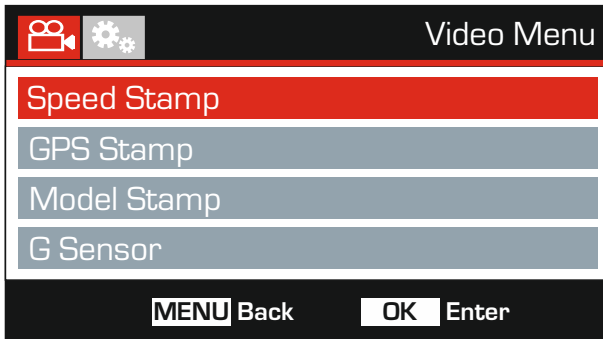 Video Menu
Speed Stamp
GPS Stamp
Model Stamp
G Sensor
MENU Back OK Enter